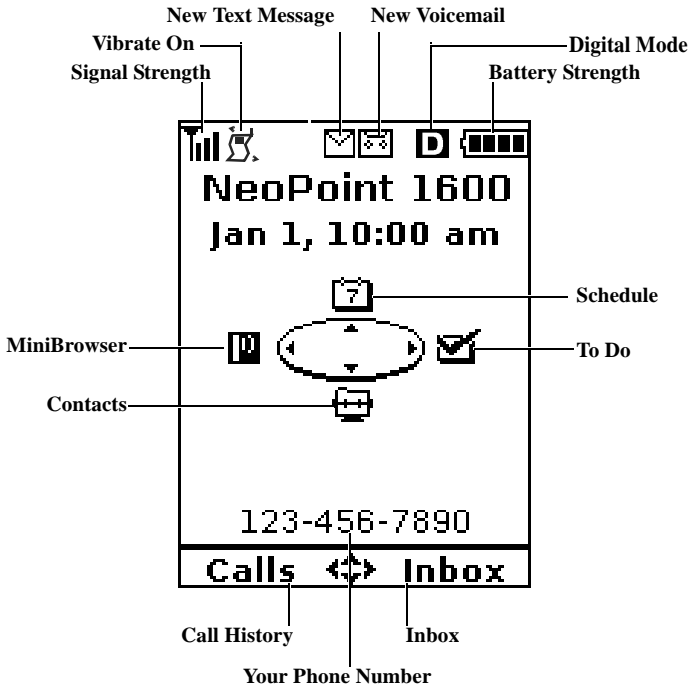 New Text Message New Voicemail
Vibrate On Digital Mode
Signal Strength Battery Strength
D
NeoPoint 1600
Jan 1, 10:00 am
7
Schedule
MiniBrowser To Do
Contacts
123-456-7890
Calls Inbox
Call History Inbox
Your Phone Number